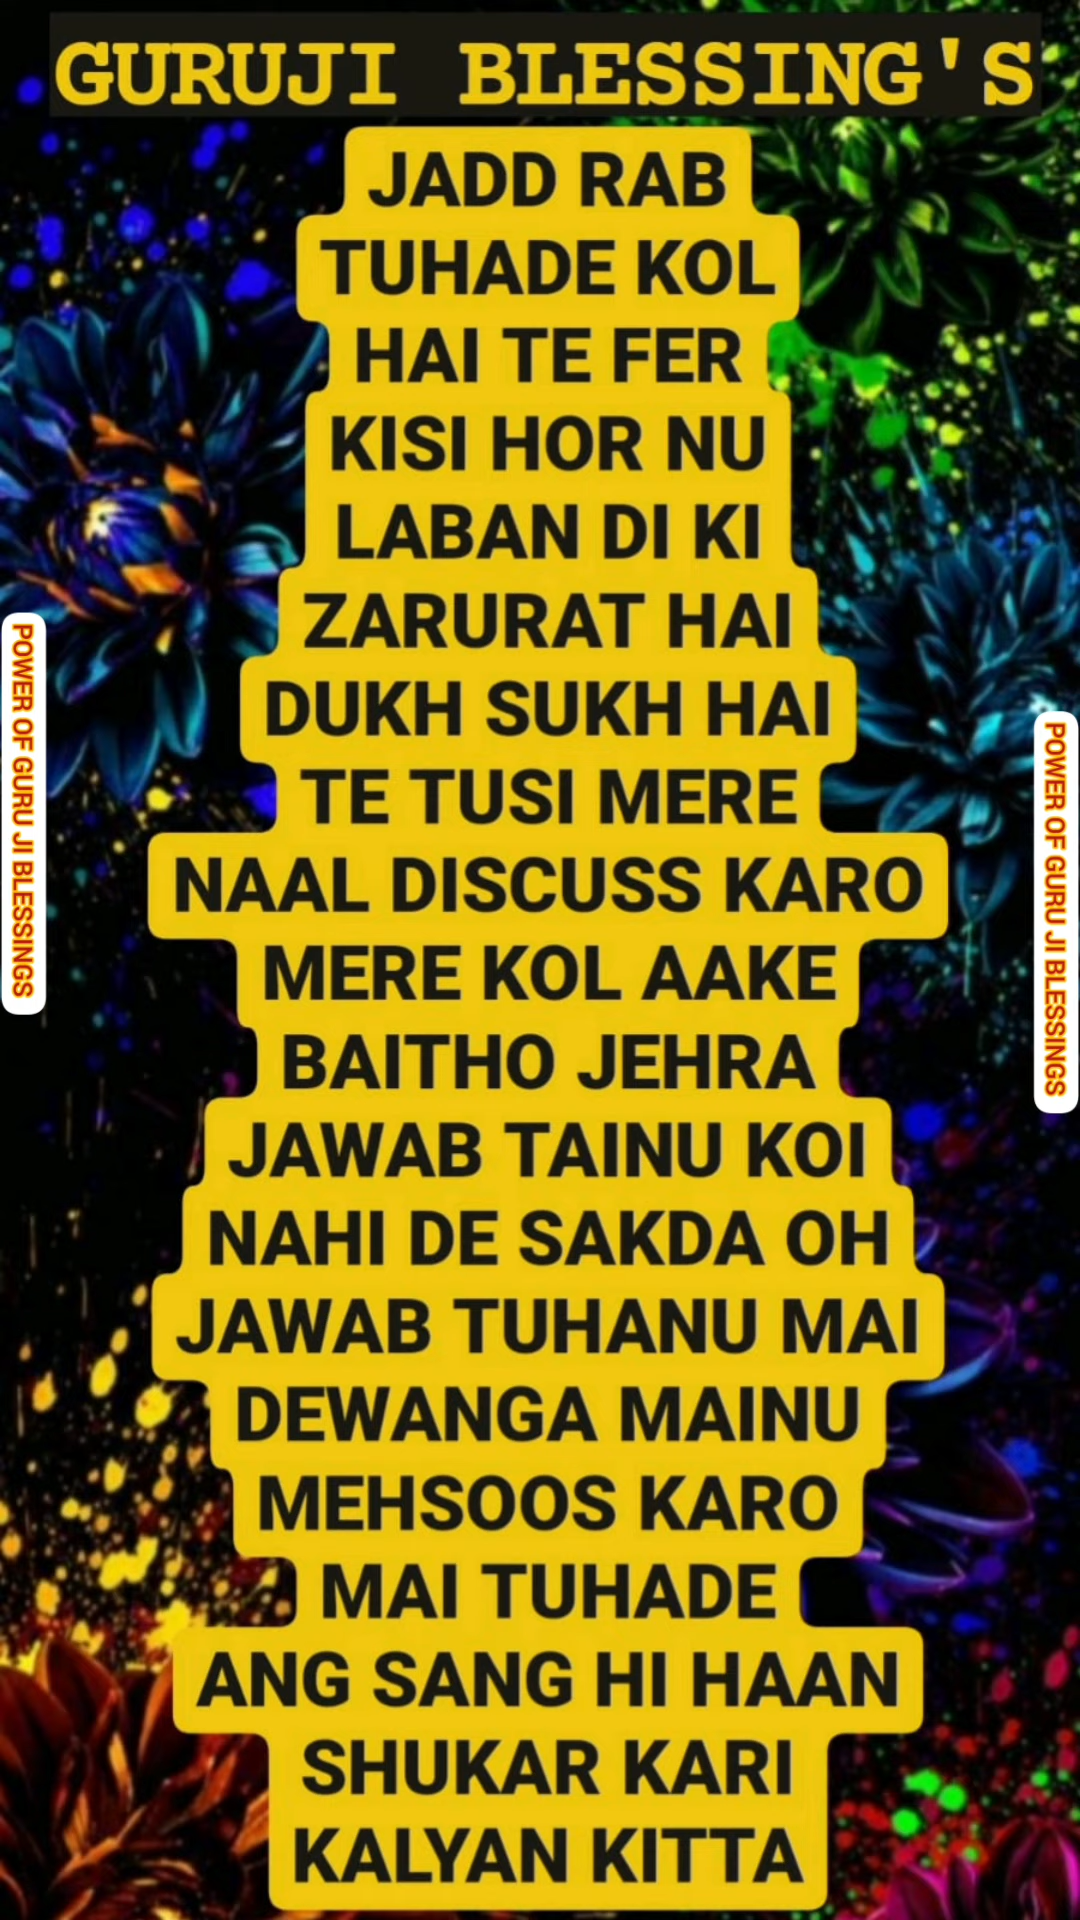 GURUJI BLESSING'S
JADD RAB
TUHADE KOL
HAI TE FER
KISI HOR NU
LABAN DI KI
ZARURAT HAI
DUKH SUKH HAI
TE TUSI MERE
NAAL DISCUSS KARO
MERE KOL AAKE
BAITHO JEHRA
JAWAB TAINU KOI
NAHI DE SAKDA OH
JAWAB TUHANU MAI
DEWANGA MAINU
MEHSOOS KARO
MAI TUHADE
ANG SANG HI HAAN
SHUKAR KARI
KALYAN KITTA
POWER OF GURU JI BLESSINGS
POWER OF GURU JI BLESSINGS